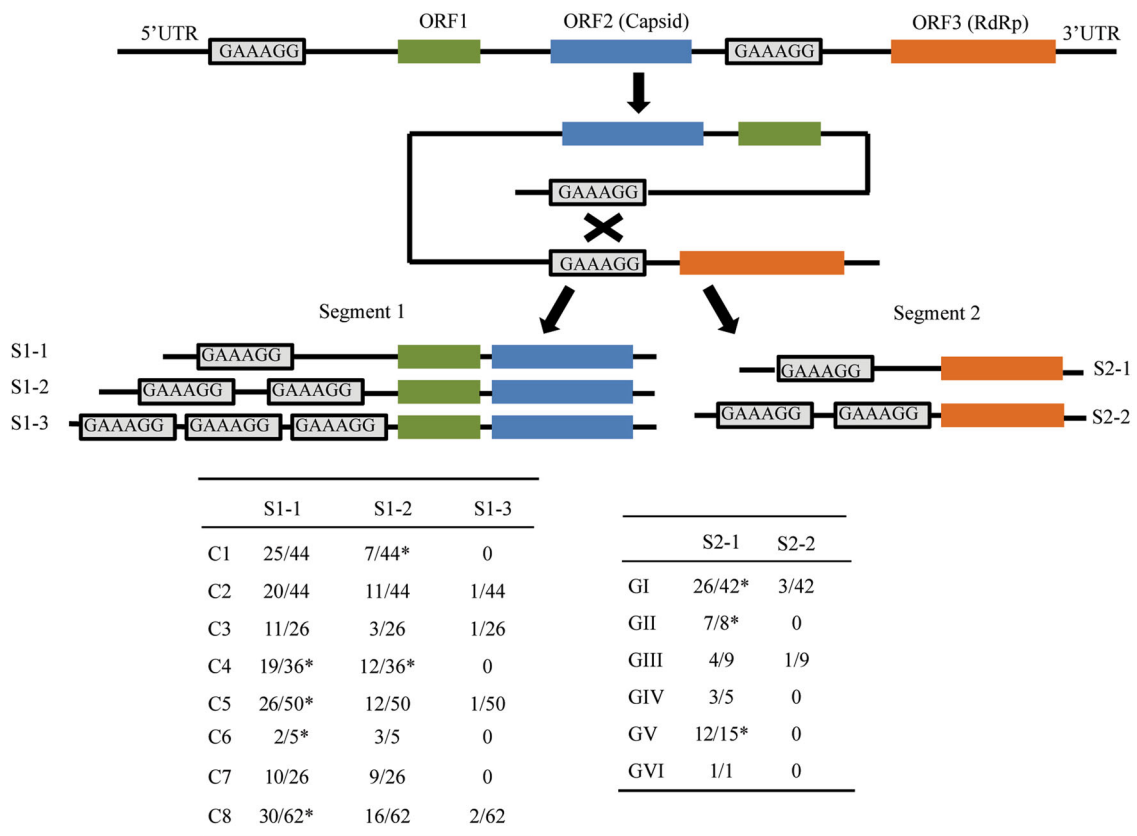 5'UTR ORF1 ORF2 (Capsid) ORF3 (RdRp) 3'UTR
GAAAGG GAAAGG
GAAAGG
GAAAGG
Segment 1 Segment 2
S1-1 GAAAGG
GAAAGG S2-1
S1-2 GAAAGG GAAAGG
GAAAGG GAAAGG S2-2
S1-3 GAAAGG GAAAGG GAAAGG
S1-1 S1-2 S1-3
C1 25/44 7/44* 0
C2 20/44 11/44 1/44
C3 11/26 3/26 1/26
C4 19/36* 12/36* 0
C5 26/50* 12/50 1/50
C6 2/5* 3/5 0
C7 10/26 9/26 0
C8 30/62* 16/62 2/62
S2-1 S2-2
GI 26/42* 3/42
GII 7/8* 0
GIII 4/9 1/9
GIV 3/5 0
GV 12/15* 0
GVI 1/1 0